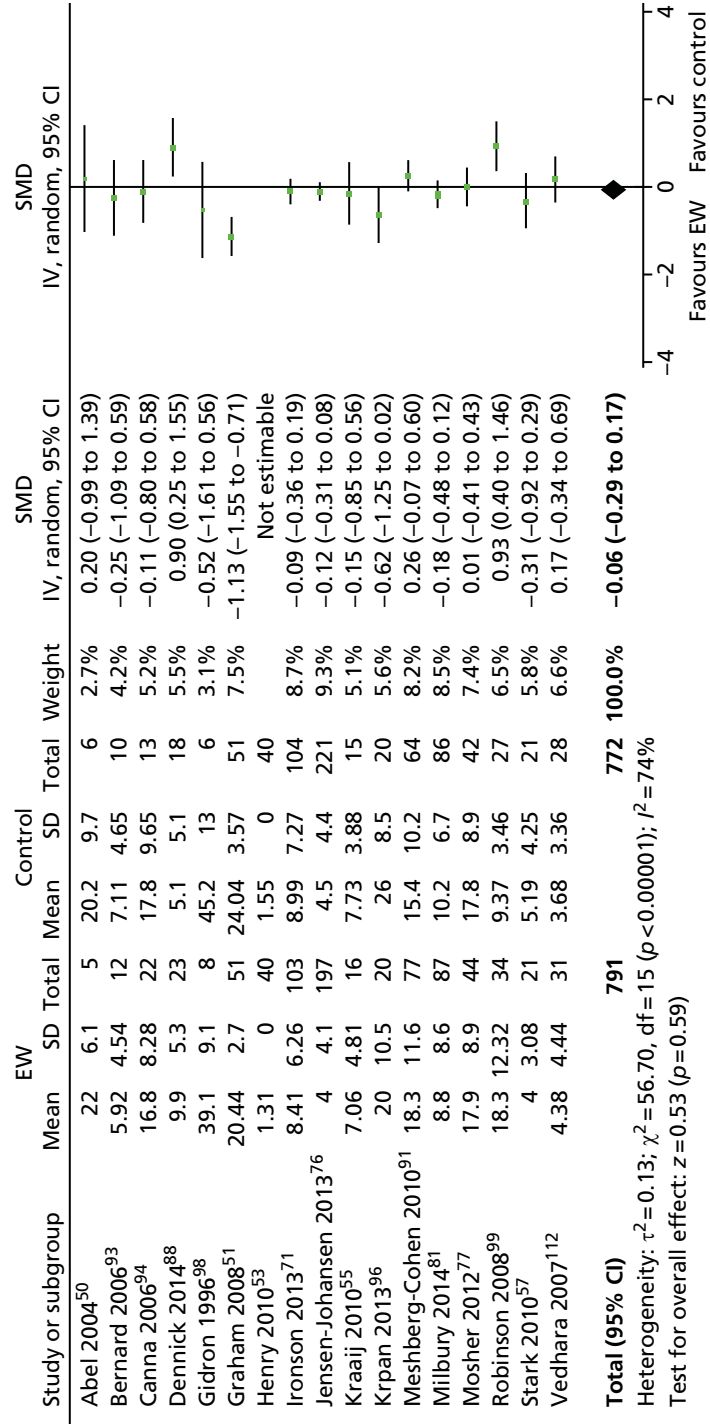 EW Control SMD SMD
Study or subgroup Mean SD Total Mean SD Total Weight IV, random, 95% CI IV, random, 95% CI
Abel 2004⁵⁰ 22 6.1 5 20.2 9.7 6 2.7% 0.20 (−0.99 to 1.39)
Bernard 2006⁹³ 5.92 4.54 12 7.11 4.65 10 4.2% −0.25 (−1.09 to 0.59)
Canna 2006⁹⁴ 16.8 8.28 22 17.8 9.65 13 5.2% −0.11 (−0.80 to 0.58)
Dennick 2014⁸⁸ 9.9 5.3 23 5.1 5.1 18 5.5% 0.90 (0.25 to 1.55)
Gidron 1996⁹⁸ 39.1 9.1 8 45.2 13 6 3.1% −0.52 (−1.61 to 0.56)
Graham 2008⁵¹ 20.44 2.7 51 24.04 3.57 51 7.5% −1.13 (−1.55 to −0.71)
Henry 2010⁵³ 1.31 0 40 1.55 0 40 Not estimable
Ironson 2013⁷¹ 8.41 6.26 103 8.99 7.27 104 8.7% −0.09 (−0.36 to 0.19)
Jensen-Johansen 2013⁷⁶ 4 4.1 197 4.5 4.4 221 9.3% −0.12 (−0.31 to 0.08)
Kraaij 2010⁵⁵ 7.06 4.81 16 7.73 3.88 15 5.1% −0.15 (−0.85 to 0.56)
Krpan 2013⁹⁶ 20 10.5 20 26 8.5 20 5.6% −0.62 (−1.25 to 0.02)
Meshberg-Cohen 2010⁹¹ 18.3 11.6 77 15.4 10.2 64 8.2% 0.26 (−0.07 to 0.60)
Milbury 2014⁸¹ 8.8 8.6 87 10.2 6.7 86 8.5% −0.18 (−0.48 to 0.12)
Mosher 2012⁷⁷ 17.9 8.9 44 17.8 8.9 42 7.4% 0.01 (−0.41 to 0.43)
Robinson 2008⁹⁹ 18.3 12.32 34 9.37 3.46 27 6.5% 0.93 (0.40 to 1.46)
Stark 2010⁵⁷ 4 3.08 21 5.19 4.25 21 5.8% −0.31 (−0.92 to 0.29)
Vedhara 2007¹¹² 4.38 4.44 31 3.68 3.36 28 6.6% 0.17 (−0.34 to 0.69)
Total (95% CI) 791 772 100.0% −0.06 (−0.29 to 0.17)
Heterogeneity: τ²=0.13; χ²=56.70, df=15 (p<0.00001); I²=74%
Test for overall effect: z=0.53 (p=0.59)
−4 −2 0 2 4
Favours EW Favours control